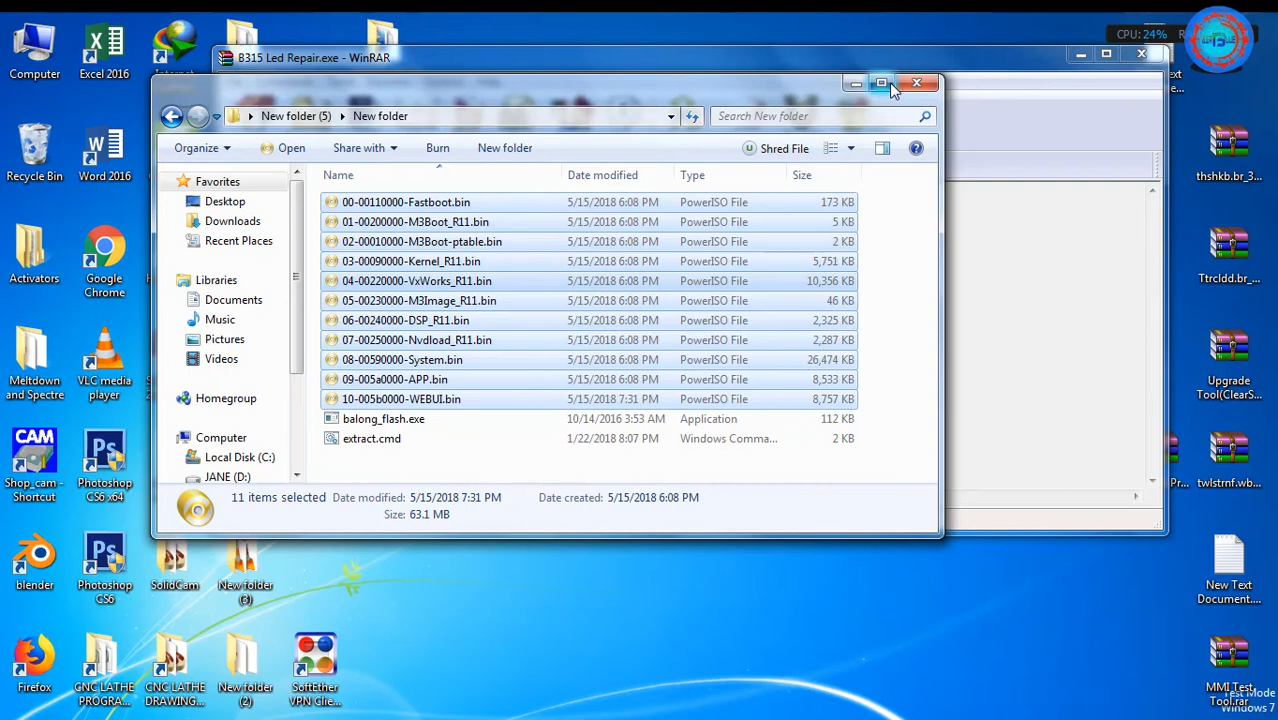 CPU: 24%
B315 Led Repair.exe - WinRAR
New folder (5)
New folder
Search New folder
Organize
Open
Share with
Burn
New folder
Shred File
Name
Date modified
Type
Size
Favorites
Desktop
Downloads
Recent Places
Libraries
Documents
Music
Pictures
Videos
Homegroup
Computer
Local Disk (C:)
JANE (D:)
00-00110000-Fastboot.bin 5/15/2018 6:08 PM PowerISO File 173 KB
01-00200000-M3Boot_R11.bin 5/15/2018 6:08 PM PowerISO File 5 KB
02-00010000-M3Boot-ptable.bin 5/15/2018 6:08 PM PowerISO File 2 KB
03-00090000-Kernel_R11.bin 5/15/2018 6:08 PM PowerISO File 5,751 KB
04-00220000-VxWorks_R11.bin 5/15/2018 6:08 PM PowerISO File 10,356 KB
05-00230000-M3Image_R11.bin 5/15/2018 6:08 PM PowerISO File 46 KB
06-00240000-DSP_R11.bin 5/15/2018 6:08 PM PowerISO File 2,325 KB
07-00250000-Nvdload_R11.bin 5/15/2018 6:08 PM PowerISO File 2,287 KB
08-00590000-System.bin 5/15/2018 6:08 PM PowerISO File 26,474 KB
09-005a0000-APP.bin 5/15/2018 6:08 PM PowerISO File 8,533 KB
10-005b0000-WEBUI.bin 5/15/2018 7:31 PM PowerISO File 8,757 KB
balong_flash.exe 10/14/2016 3:53 AM Application 112 KB
extract.cmd 1/22/2018 8:07 PM Windows Comma... 2 KB
11 items selected Date modified: 5/15/2018 7:31 PM Date created: 5/15/2018 6:08 PM
Size: 63.1 MB
Computer
Excel 2016
Recycle Bin
Word 2016
Activators
Google
Chrome
Meltdown
and Spectre
VLC media
player
CAM
Shop_cam -
Shortcut
Photoshop
CS6 x64
blender
Photoshop
CS6
SolidCam
New folder
(3)
Firefox
CNC LATHE
PROGRA...
CNC LATHE
DRAWING...
New folder
(2)
SoftEther
VPN Clie...
thshkb.br_3...
Ttrcldd.br_...
Upgrade
Tool(ClearS...
twlstrnf.wb...
New Text
Document....
MMI Test
Tool.rar
Test Mode
Windows 7